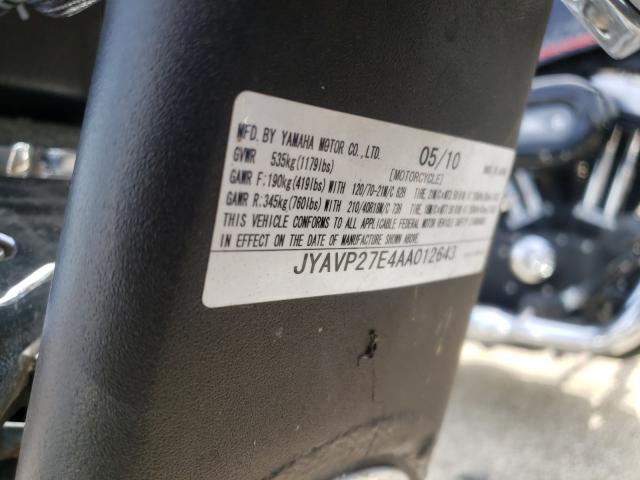 MFD. BY YAMAHA MOTOR CO.,LTD. 05/10
GVWR 535kg(1179lbs) [MOTORCYCLE]
GAWR F:190kg(419lbs)WITH 120/70-21M/C 62H TIRE,
GAWR R:345kg(760lbs)WITH 210/40R18M/C 73H TIRE,
THIS VEHICLE CONFORMS TO ALL APPLICABLE FEDERAL MOTOR VEHICLE SAFETY STANDARDS
IN EFFECT ON THE DATE OF MANUFACTURE SHOWN ABOVE.
JYAVP27E4AA012643